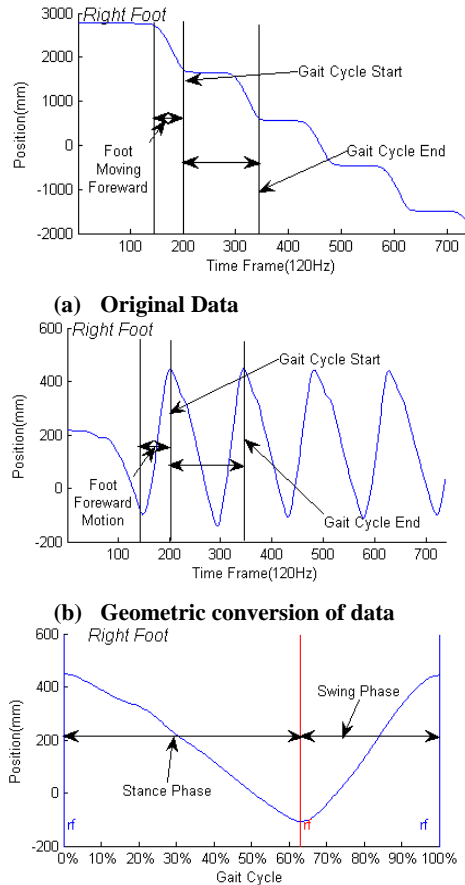 Right Foot
3000
2000
1000
0
-1000
-2000
Position(mm)
Gait Cycle Start
Foot
Moving
Foreward
Gait Cycle End
100 200 300 400 500 600 700
Time Frame(120Hz)
(a) Original Data
Right Foot
600
400
200
0
-200
Position(mm)
Gait Cycle Start
Foot
Foreward
Motion
Gait Cycle End
100 200 300 400 500 600 700
Time Frame(120Hz)
(b) Geometric conversion of data
Right Foot
600
400
200
0
-200
Position(mm)
Swing Phase
Stance Phase
rf rf rf
0% 10% 20% 30% 40% 50% 60% 70% 80% 90% 100%
Gait Cycle